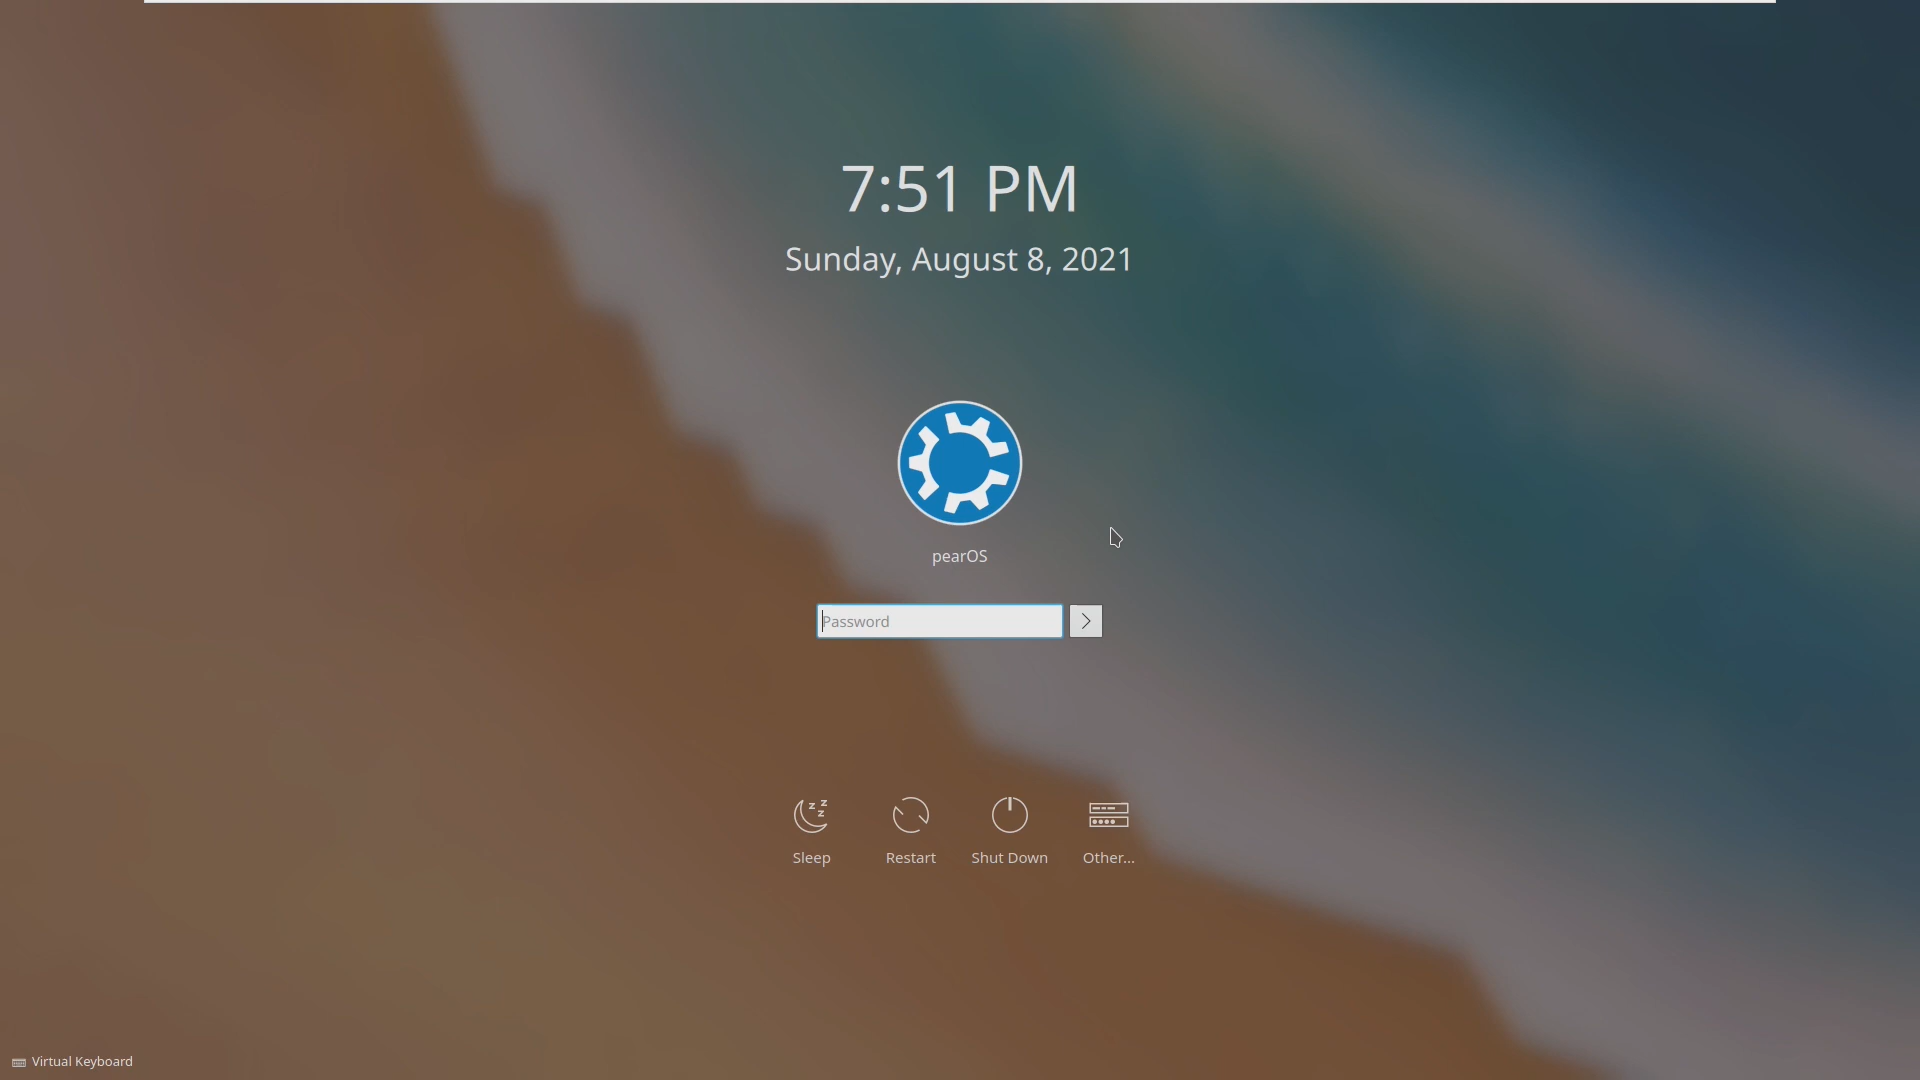 7:51 PM
Sunday, August 8, 2021
pearOS
Password
Sleep
Restart
Shut Down
Other...
Virtual Keyboard